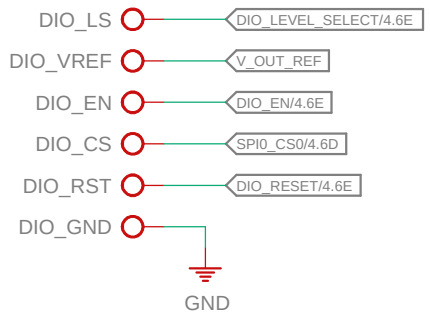 DIO_LS DIO_LEVEL_SELECT/4.6E
DIO_VREF V_OUT_REF
DIO_EN DIO_EN/4.6E
DIO_CS SPI0_CS0/4.6D
DIO_RST DIO_RESET/4.6E
DIO_GND
GND